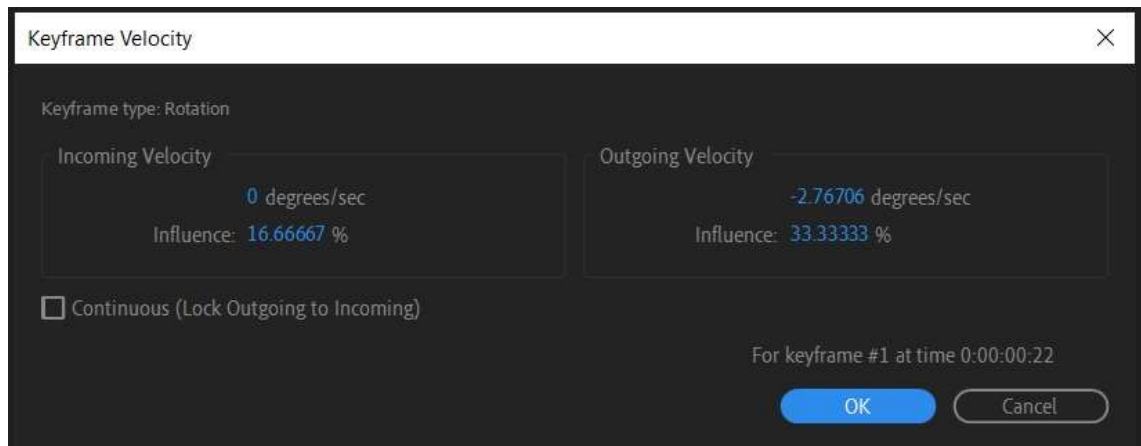 Keyframe Velocity
Keyframe type: Rotation
Incoming Velocity
0 degrees/sec
Influence: 16.66667 %
Outgoing Velocity
-2.76706 degrees/sec
Influence: 33.33333 %
Continuous (Lock Outgoing to Incoming)
For keyframe #1 at time 0:00:00:22
OK
Cancel